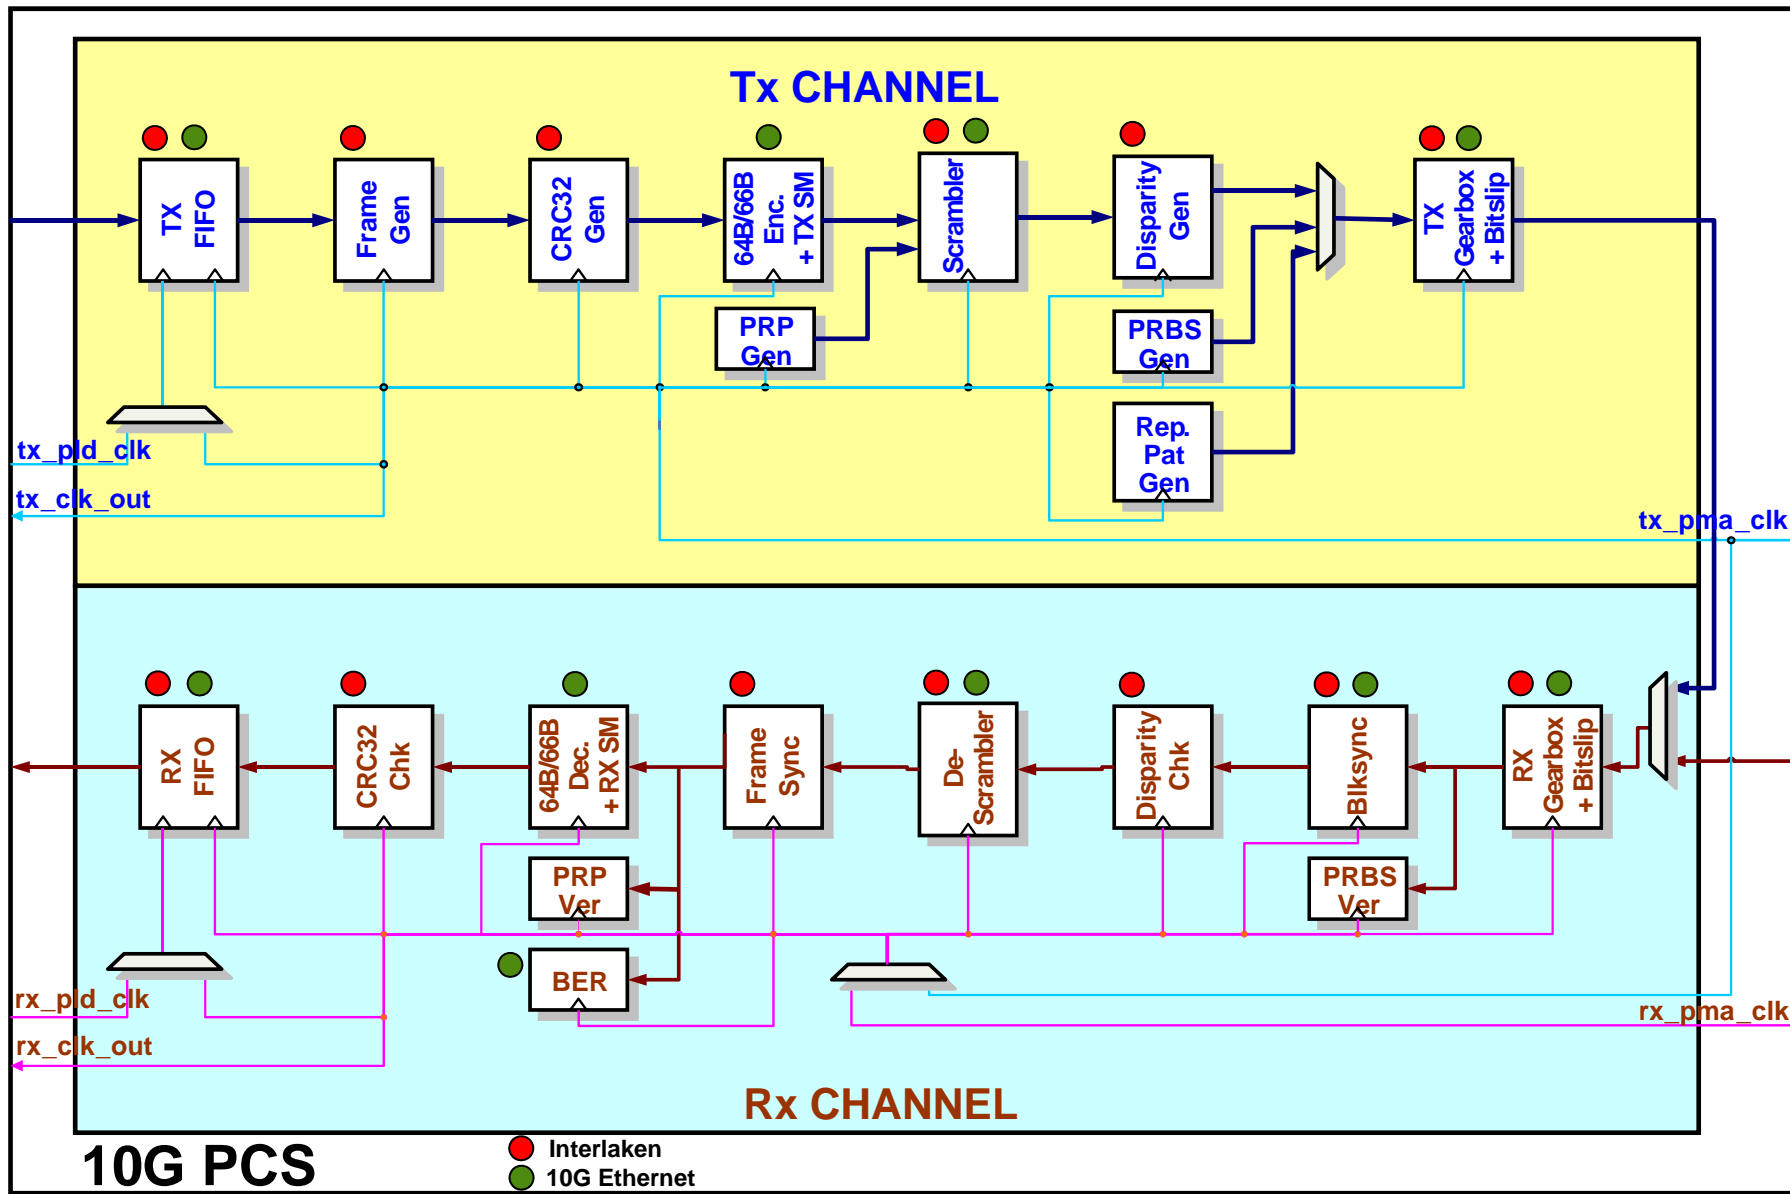 Tx CHANNEL
TX
FIFO
Frame
Gen
CRC32
Gen
64B/66B
Enc.
+ TX SM
Scrambler
Disparity
Gen
TX
Gearbox
+ Bitslip
PRP
Gen
PRBS
Gen
Rep.
Pat
Gen
tx_pld_clk
tx_clk_out
tx_pma_clk
RX
FIFO
CRC32
Chk
64B/66B
Dec.
+ RX SM
Frame
Sync
De-
Scrambler
Disparity
Chk
Blksync
RX
Gearbox
+ Bitslip
PRP
Ver
PRBS
Ver
BER
rx_pld_clk
rx_clk_out
rx_pma_clk
Rx CHANNEL
10G PCS
Interlaken
10G Ethernet